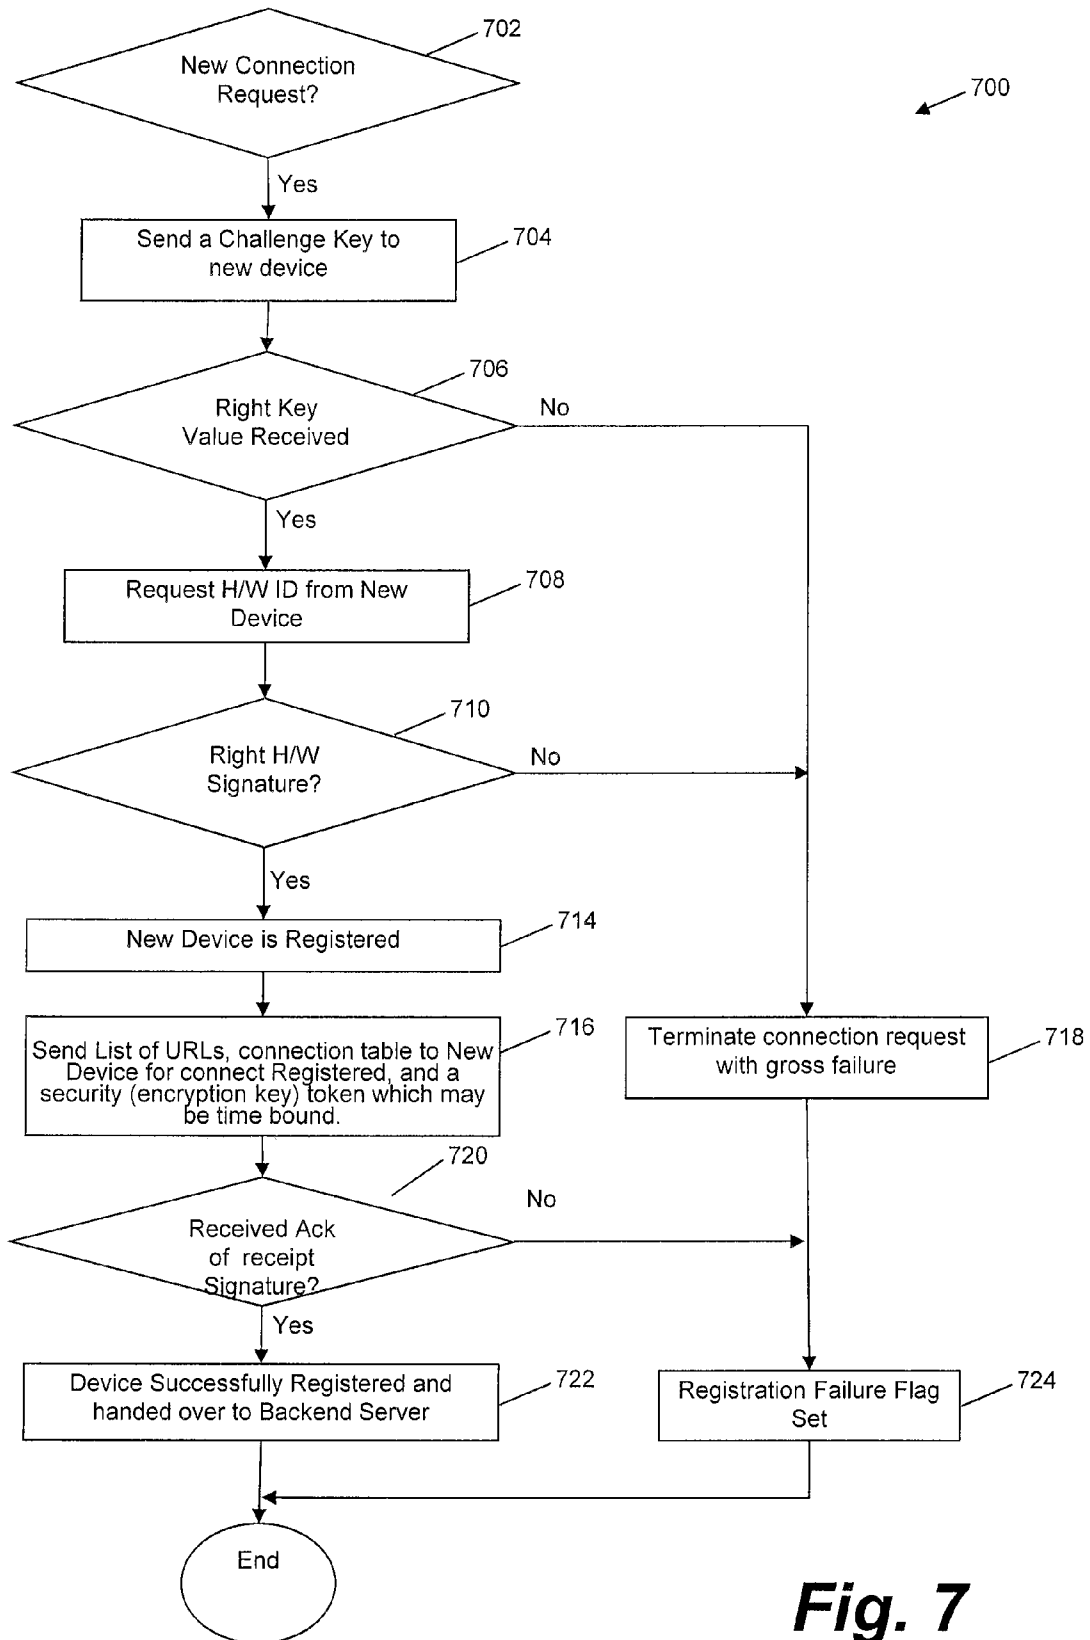 702
New Connection
Request?
700
Yes
Send a Challenge Key to
new device
704
706
Right Key
Value Received
No
Yes
Request H/W ID from New
Device
708
710
Right H/W
Signature?
No
Yes
New Device is Registered
714
Send List of URLs, connection table to New
Device for connect Registered, and a
security (encryption key) token which may
be time bound.
716
Terminate connection request
with gross failure
718
720
Received Ack
of receipt
Signature?
No
Yes
Device Successfully Registered and
handed over to Backend Server
722
Registration Failure Flag
Set
724
End
Fig. 7